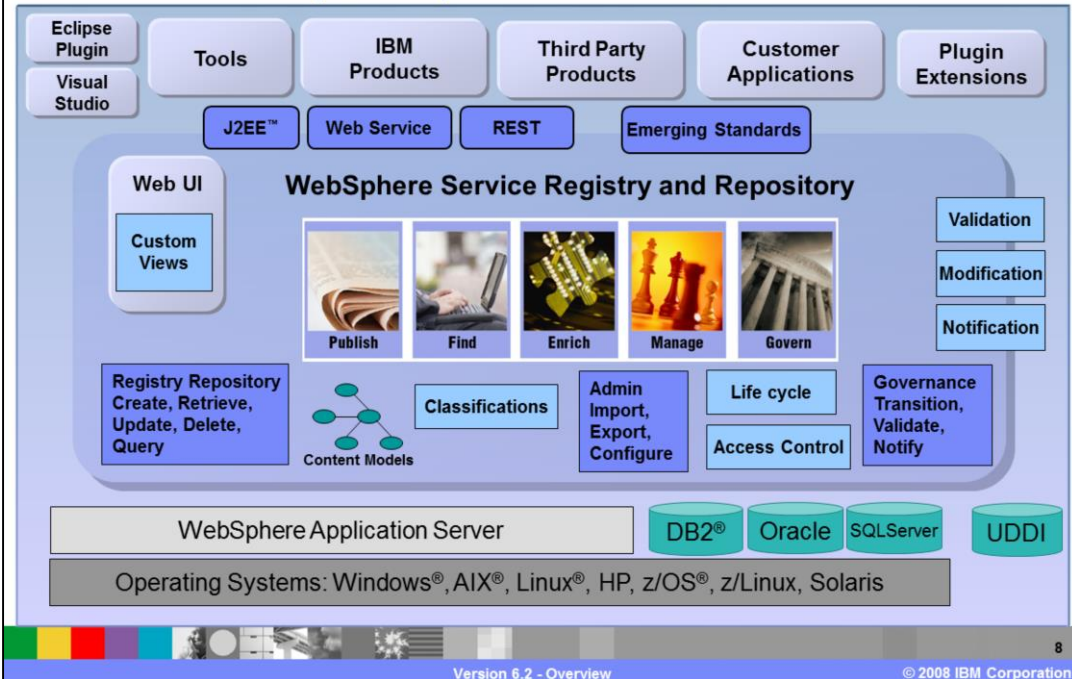 Eclipse
Plugin
Visual
Studio
Tools
IBM
Products
Third Party
Products
Customer
Applications
Plugin
Extensions
J2EE™
Web Service
REST
Emerging Standards
Web UI
Custom
Views
WebSphere Service Registry and Repository
Validation
Modification
Notification
Publish
Find
Enrich
Manage
Govern
Registry Repository
Create, Retrieve,
Update, Delete,
Query
Content Models
Classifications
Admin
Import,
Export,
Configure
Life cycle
Access Control
Governance
Transition,
Validate,
Notify
WebSphere Application Server
DB2®
Oracle
SQLServer
UDDI
Operating Systems: Windows®, AIX®, Linux®, HP, z/OS®, z/Linux, Solaris
8
Version 6.2 - Overview
© 2008 IBM Corporation